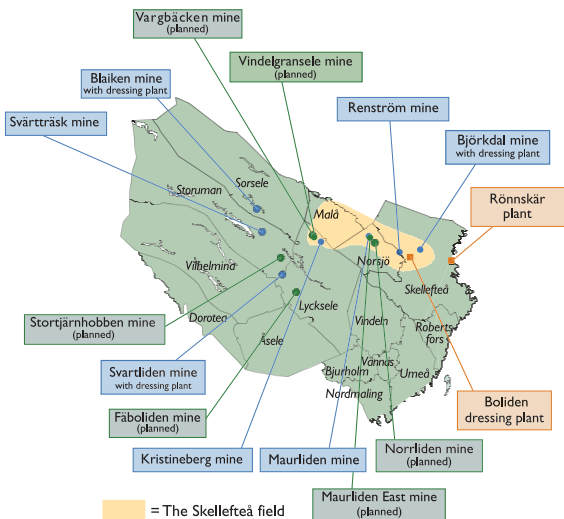 Vargbäcken mine
(planned)
Vindelgransele mine
(planned)
Blaiken mine
with dressing plant
Renström mine
Svärtträsk mine
Björkdal mine
with dressing plant
Rönnskär
plant
Sorsele
Storuman
Malå
Norsjö
Vilhelmina
Skellefteå
Lycksele
Doroten
Stortjärnhobben mine
(planned)
Vindeln
Roberts-
fors
Åsele
Vännäs
Bjurholm
Umeå
Nordmaling
Svartliden mine
with dressing plant
Boliden
dressing plant
Fäboliden mine
(planned)
Kristineberg mine
Maurliden mine
Norrliden mine
(planned)
Maurliden East mine
(planned)
= The Skellefteå field